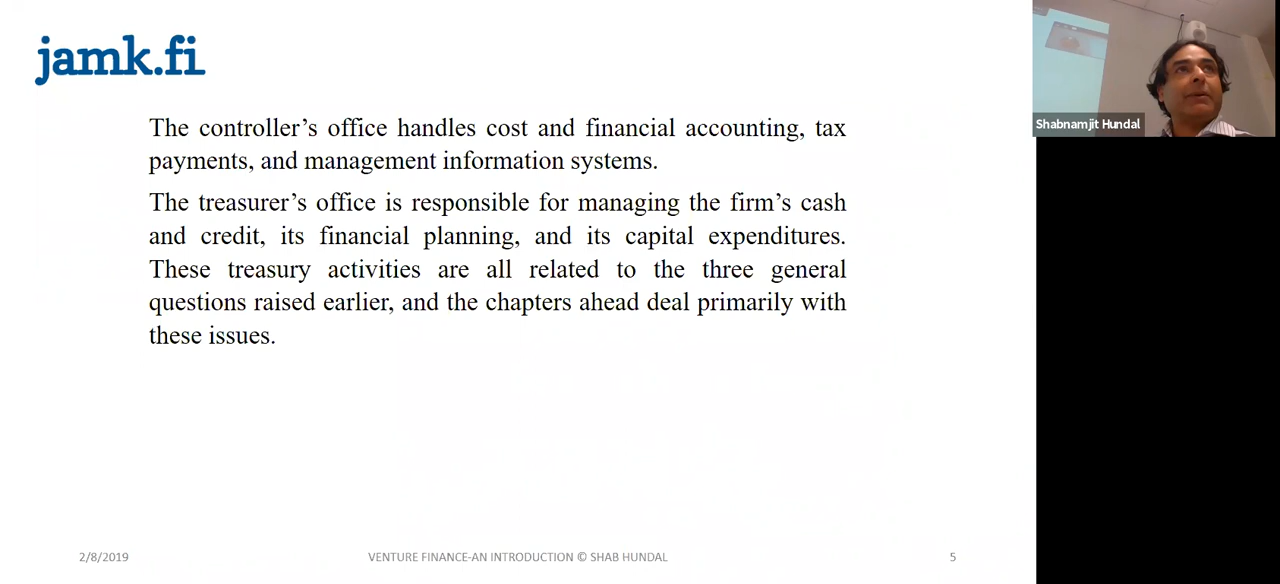 jamk.fi
The controller's office handles cost and financial accounting, tax
payments, and management information systems.
The treasurer's office is responsible for managing the firm's cash
and credit, its financial planning, and its capital expenditures.
These treasury activities are all related to the three general
questions raised earlier, and the chapters ahead deal primarily with
these issues.
2/8/2019
VENTURE FINANCE-AN INTRODUCTION © SHAB HUNDAL
5
Shabnamjit Hundal